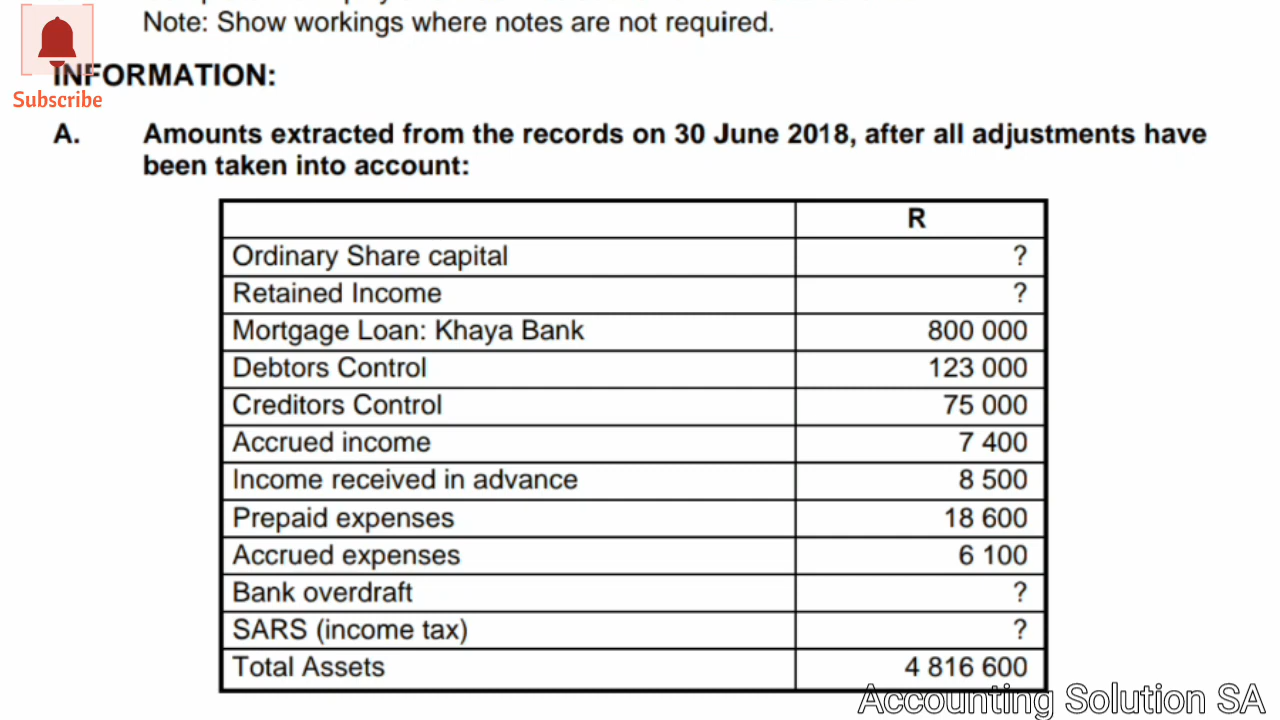 Note: Show workings where notes are not required.
INFORMATION:
Subscribe
A. Amounts extracted from the records on 30 June 2018, after all adjustments have
been taken into account:
R
Ordinary Share capital ?
Retained Income ?
Mortgage Loan: Khaya Bank 800 000
Debtors Control 123 000
Creditors Control 75 000
Accrued income 7 400
Income received in advance 8 500
Prepaid expenses 18 600
Accrued expenses 6 100
Bank overdraft ?
SARS (income tax) ?
Total Assets 4 816 600
Accounting Solution SA